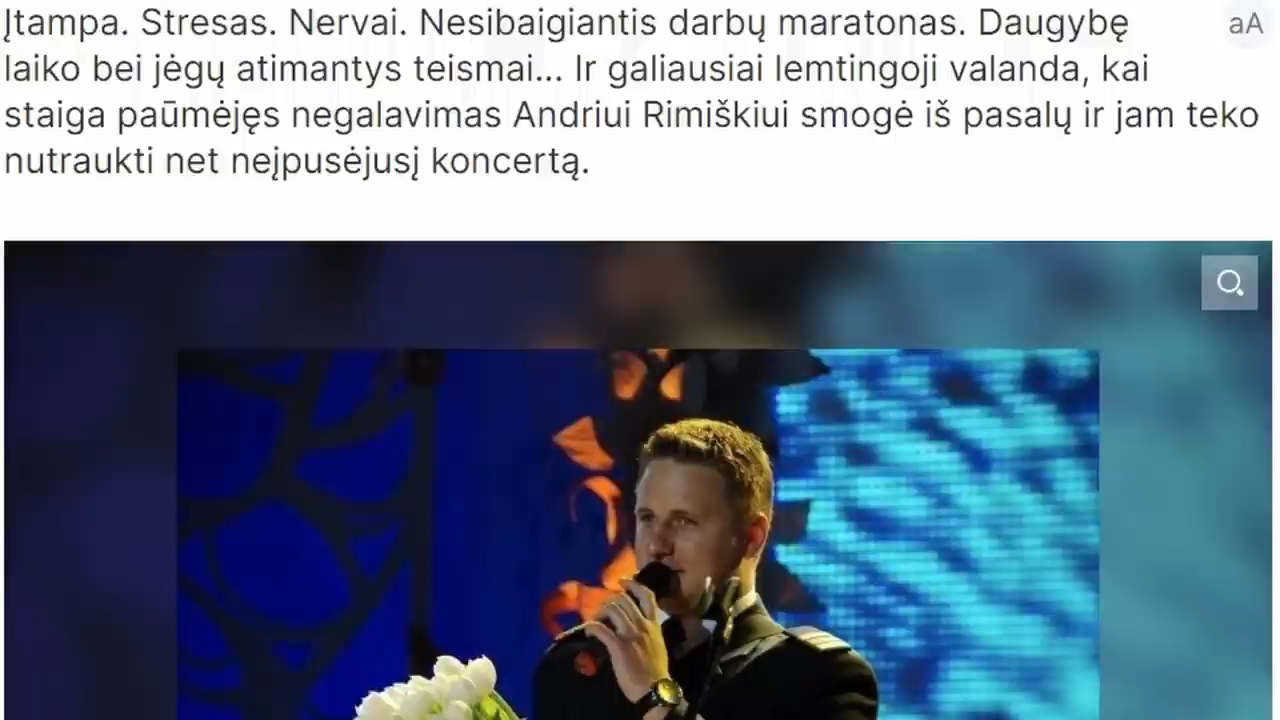 Įtampa. Stresas. Nervai. Nesibaigiantis darbų maratonas. Daugybę
laiko bei jėgų atimantys teismai... Ir galiausiai lemtingoji valanda, kai
staiga paūmėjęs negalavimas Andriui Rimiškiui smogė iš pasalų ir jam teko
nutraukti net neįpusėjusį koncertą.
aA